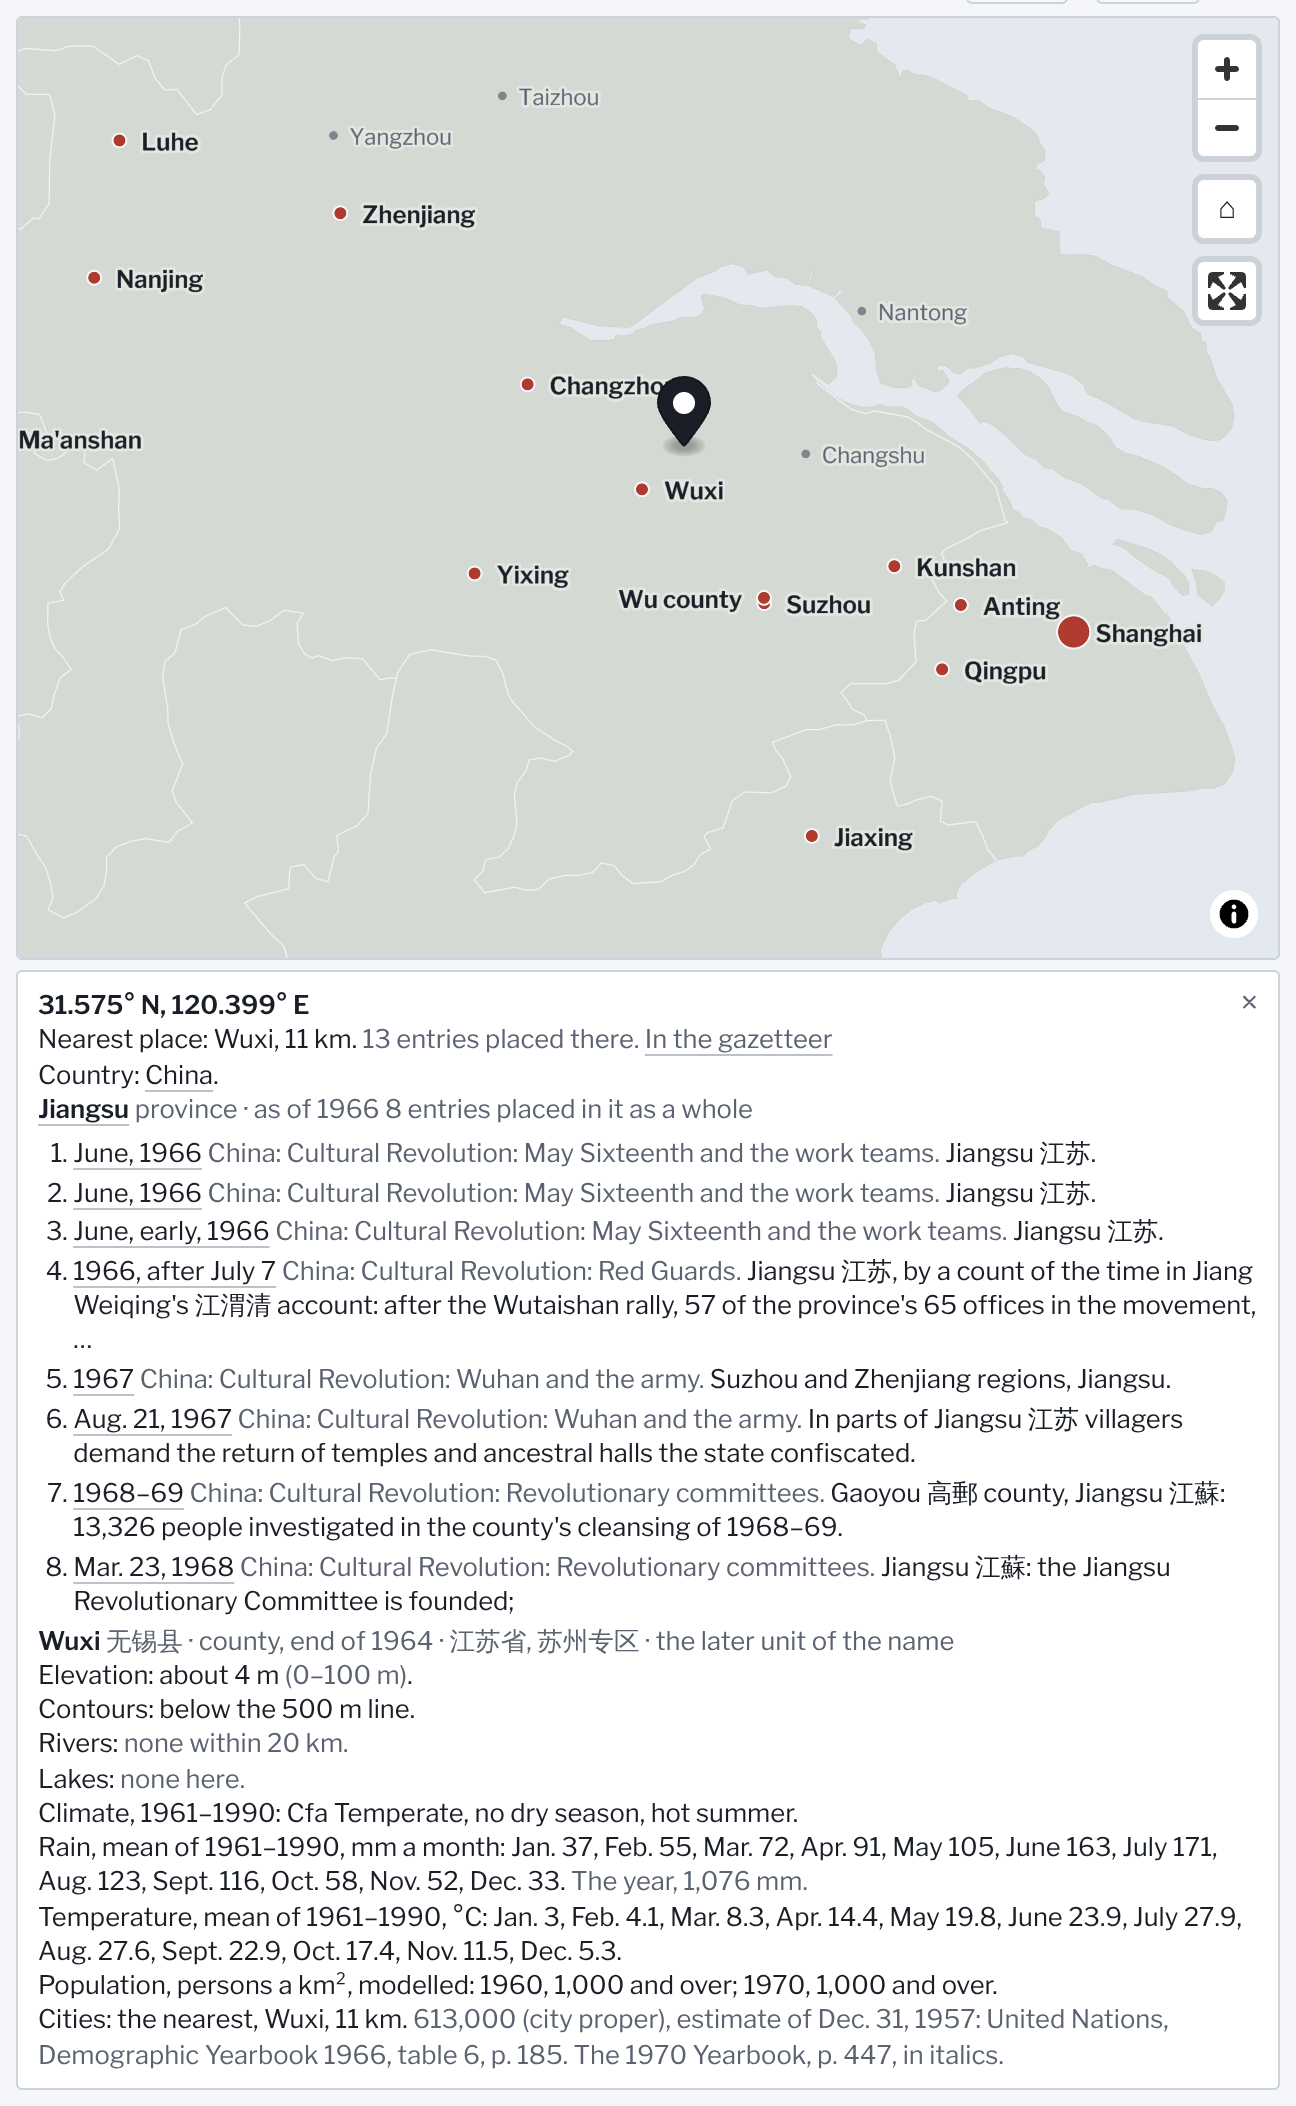 Taizhou
Yangzhou
Luhe
Zhenjiang
Nanjing
Nantong
Changzho
Ma'anshan
Changshu
Wuxi
Kunshan
Yixing
Wu county
Suzhou
Anting
Shanghai
Qingpu
Jiaxing
31.575° N, 120.399° E
×
Nearest place: Wuxi, 11 km. 13 entries placed there. In the gazetteer
Country: China.
Jiangsu province · as of 1966 8 entries placed in it as a whole
1. June, 1966 China: Cultural Revolution: May Sixteenth and the work teams. Jiangsu 江苏.
2. June, 1966 China: Cultural Revolution: May Sixteenth and the work teams. Jiangsu 江苏.
3. June, early, 1966 China: Cultural Revolution: May Sixteenth and the work teams. Jiangsu 江苏.
4. 1966, after July 7 China: Cultural Revolution: Red Guards. Jiangsu 江苏, by a count of the time in Jiang
Weiqing's 江渭清 account: after the Wutaishan rally, 57 of the province's 65 offices in the movement,
...
5. 1967 China: Cultural Revolution: Wuhan and the army. Suzhou and Zhenjiang regions, Jiangsu.
6. Aug. 21, 1967 China: Cultural Revolution: Wuhan and the army. In parts of Jiangsu 江苏 villagers
demand the return of temples and ancestral halls the state confiscated.
7. 1968–69 China: Cultural Revolution: Revolutionary committees. Gaoyou 高郵 county, Jiangsu 江蘇:
13,326 people investigated in the county's cleansing of 1968–69.
8. Mar. 23, 1968 China: Cultural Revolution: Revolutionary committees. Jiangsu 江蘇: the Jiangsu
Revolutionary Committee is founded;
Wuxi 无锡县 · county, end of 1964 · 江苏省, 苏州专区 · the later unit of the name
Elevation: about 4 m (0–100 m).
Contours: below the 500 m line.
Rivers: none within 20 km.
Lakes: none here.
Climate, 1961–1990: Cfa Temperate, no dry season, hot summer.
Rain, mean of 1961–1990, mm a month: Jan. 37, Feb. 55, Mar. 72, Apr. 91, May 105, June 163, July 171,
Aug. 123, Sept. 116, Oct. 58, Nov. 52, Dec. 33. The year, 1,076 mm.
Temperature, mean of 1961–1990, °C: Jan. 3, Feb. 4.1, Mar. 8.3, Apr. 14.4, May 19.8, June 23.9, July 27.9,
Aug. 27.6, Sept. 22.9, Oct. 17.4, Nov. 11.5, Dec. 5.3.
Population, persons a km², modelled: 1960, 1,000 and over; 1970, 1,000 and over.
Cities: the nearest, Wuxi, 11 km. 613,000 (city proper), estimate of Dec. 31, 1957: United Nations,
Demographic Yearbook 1966, table 6, p. 185. The 1970 Yearbook, p. 447, in italics.